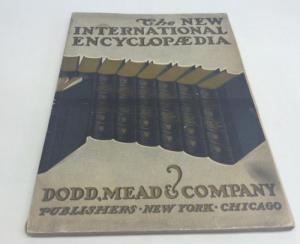 The NEW
INTERNATIONAL
ENCYCLOPÆDIA
DODD, MEAD & COMPANY
PUBLISHERS · NEW YORK · CHICAGO